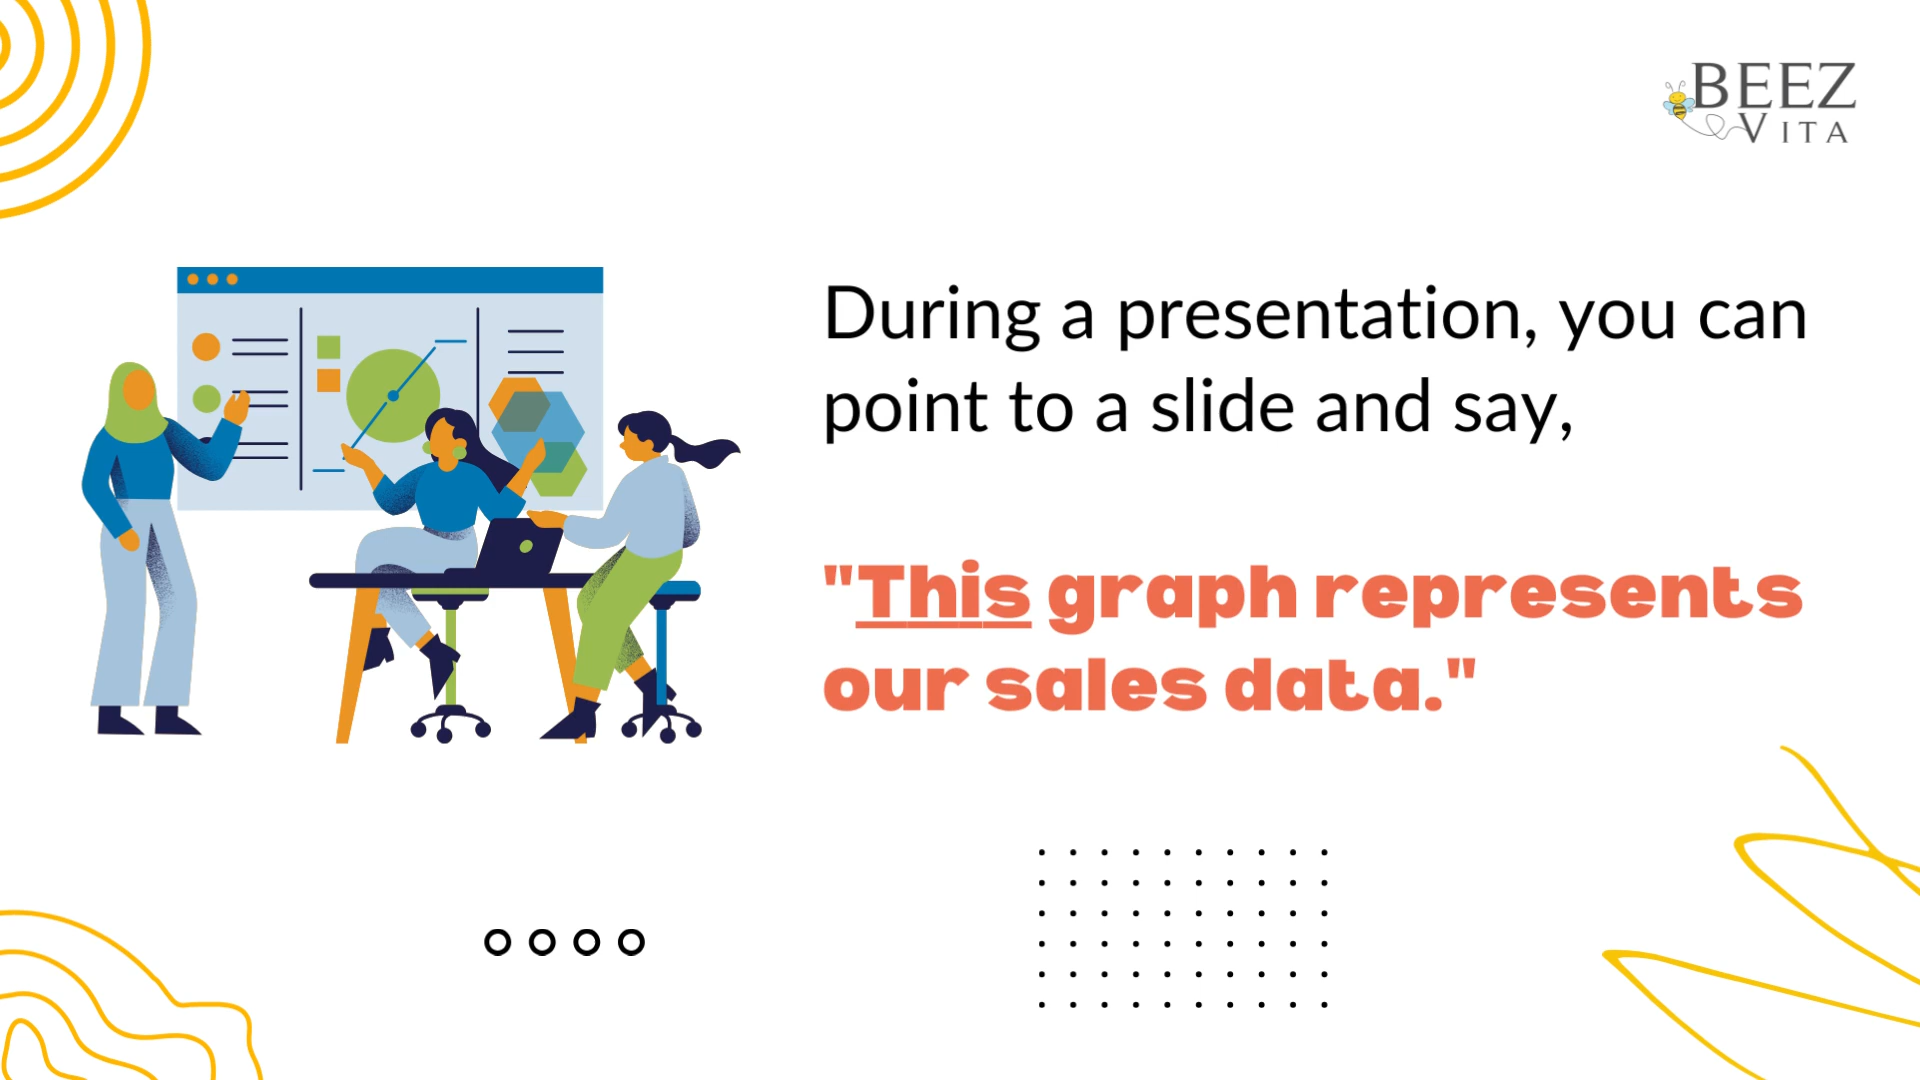 BEEZ
VITA
During a presentation, you can
point to a slide and say,
"This graph represents
our sales data."